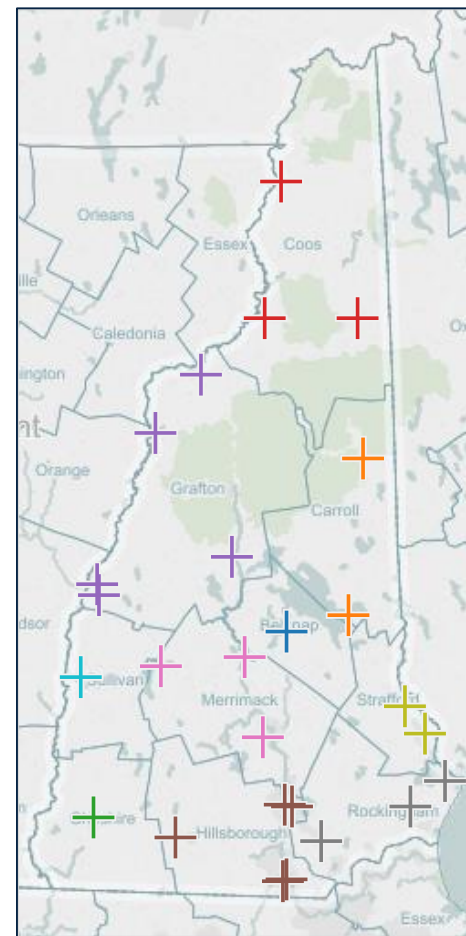 Orleans
Essex
Coos
ille
Caledonia
Ox
ington
nt
Orange
Grafton
Carroll
dsor
Belknap
Sullivan
Merrimack
Strafford
Cheshire
Hillsborough
Rockingham
Essex